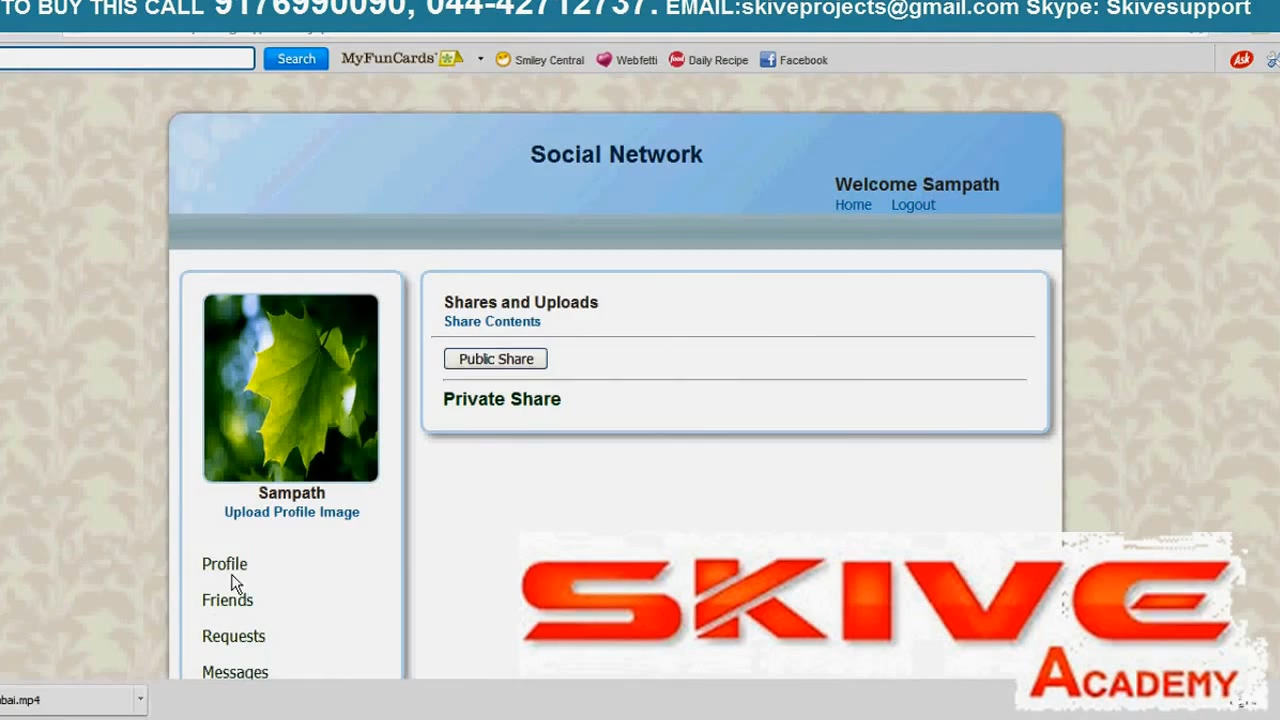 TO BUY THIS CALL 9176990090, 044-42712737. EMAIL:skiveprojects@gmail.com Skype: Skivesupport
Search MyFunCards Smiley Central Webfetti food Daily Recipe Facebook Ask
Social Network
Welcome Sampath
Home Logout
Shares and Uploads
Share Contents
Public Share
Private Share
Sampath
Upload Profile Image
Profile
Friends
Requests
Messages
SKIVE
ACADEMY
bai.mp4